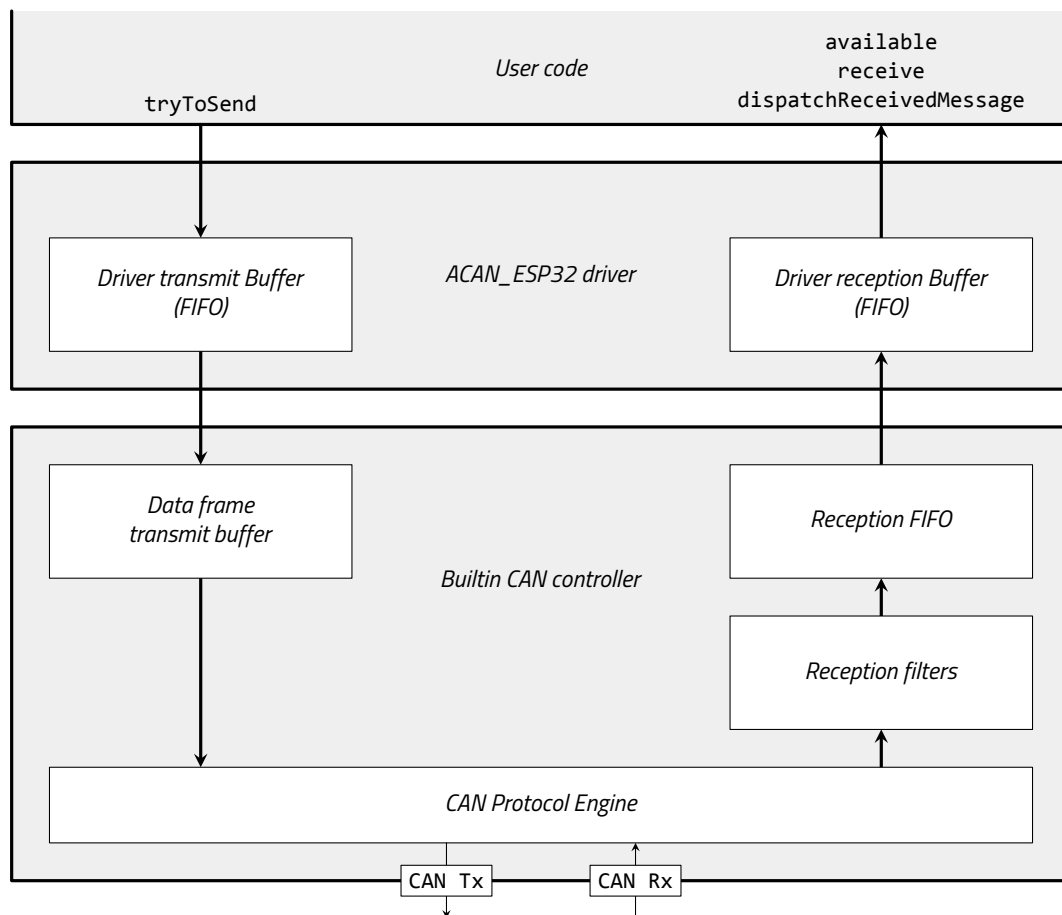 available
User code
receive
tryToSend
dispatchReceivedMessage
Driver transmit Buffer
(FIFO)
ACAN_ESP32 driver
Driver reception Buffer
(FIFO)
Data frame
transmit buffer
Reception FIFO
Builtin CAN controller
Reception filters
CAN Protocol Engine
CAN Tx
CAN Rx